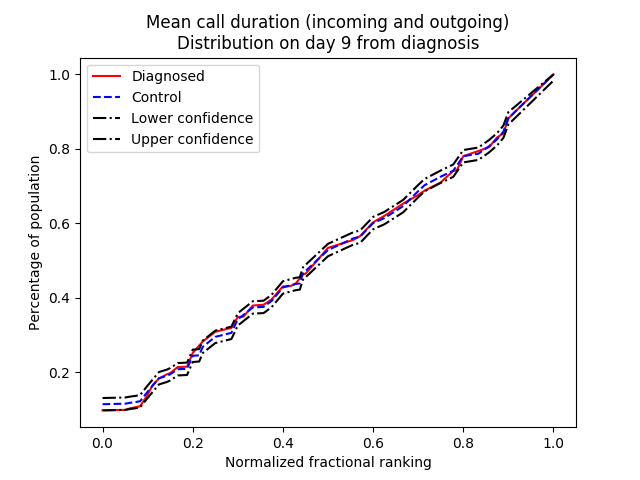 Mean call duration (incoming and outgoing)
Distribution on day 9 from diagnosis
Diagnosed
Control
Lower confidence
Upper confidence
Percentage of population
1.0
0.8
0.6
0.4
0.2
0.0 0.2 0.4 0.6 0.8 1.0
Normalized fractional ranking